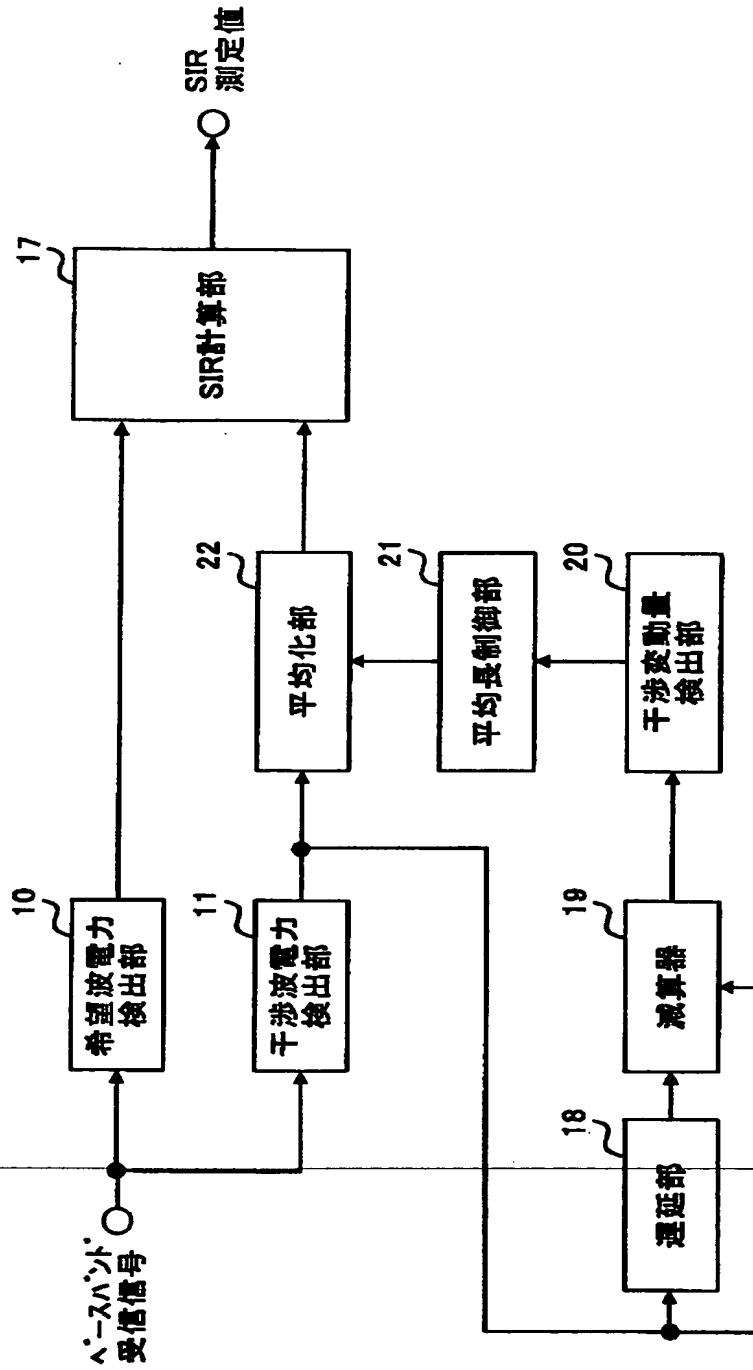 ﾍﾞｰｽﾊﾞﾝﾄﾞ
受信信号
10
希望波電力
検出部
11
干渉波電力
検出部
22
平均化部
21
平均長制御部
17
SIR計算部
SIR
測定値
18
遅延部
19
減算器
20
干渉変動量
検出部